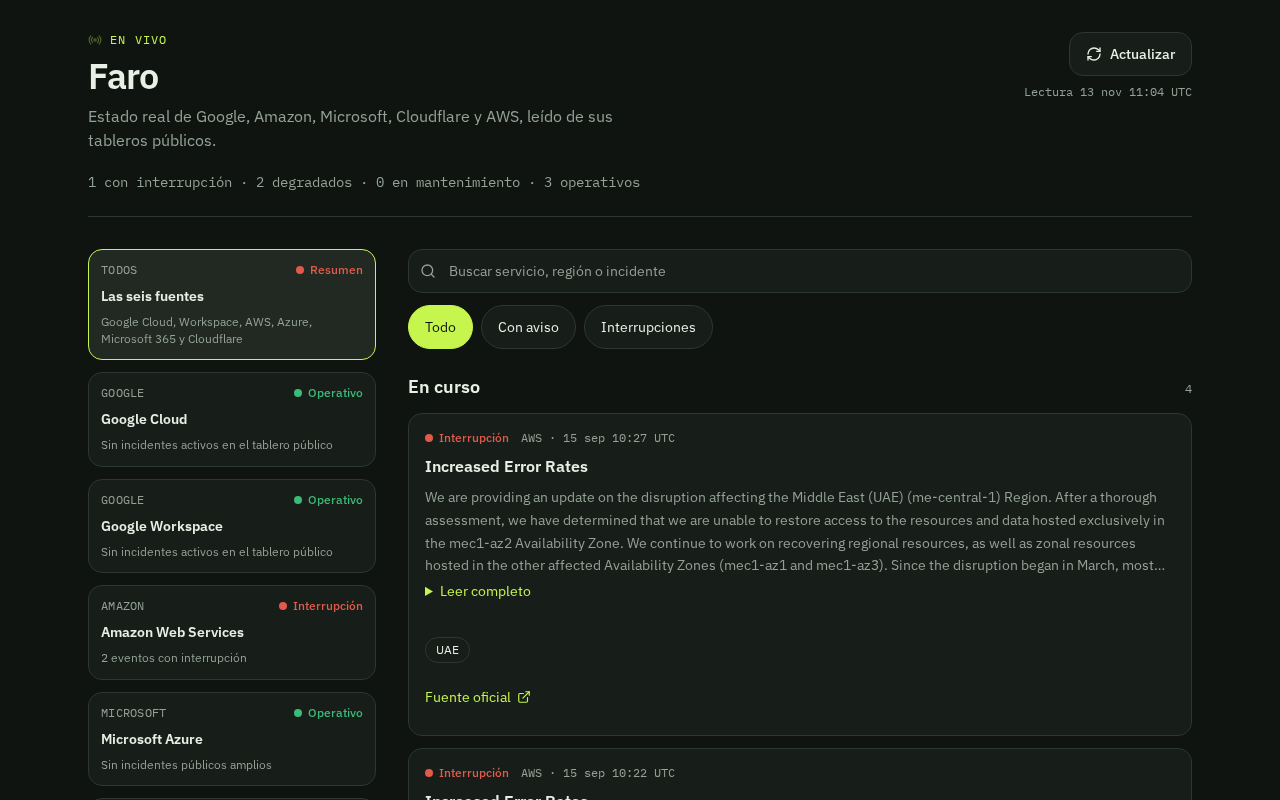 EN VIVO
Faro
Estado real de Google, Amazon, Microsoft, Cloudflare y AWS, leído de sus
tableros públicos.
1 con interrupción · 2 degradados · 0 en mantenimiento · 3 operativos
Actualizar
Lectura 13 nov 11:04 UTC
TODOS
Resumen
Las seis fuentes
Google Cloud, Workspace, AWS, Azure,
Microsoft 365 y Cloudflare
GOOGLE
Operativo
Google Cloud
Sin incidentes activos en el tablero público
GOOGLE
Operativo
Google Workspace
Sin incidentes activos en el tablero público
AMAZON
Interrupción
Amazon Web Services
2 eventos con interrupción
MICROSOFT
Operativo
Microsoft Azure
Sin incidentes públicos amplios
Buscar servicio, región o incidente
Todo
Con aviso
Interrupciones
En curso
4
Interrupción AWS · 15 sep 10:27 UTC
Increased Error Rates
We are providing an update on the disruption affecting the Middle East (UAE) (me-central-1) Region. After a thorough
assessment, we have determined that we are unable to restore access to the resources and data hosted exclusively in
the mec1-az2 Availability Zone. We continue to work on recovering regional resources, as well as zonal resources
hosted in the other affected Availability Zones (mec1-az1 and mec1-az3). Since the disruption began in March, most…
Leer completo
UAE
Fuente oficial
Interrupción AWS · 15 sep 10:22 UTC
Increased Error Rates